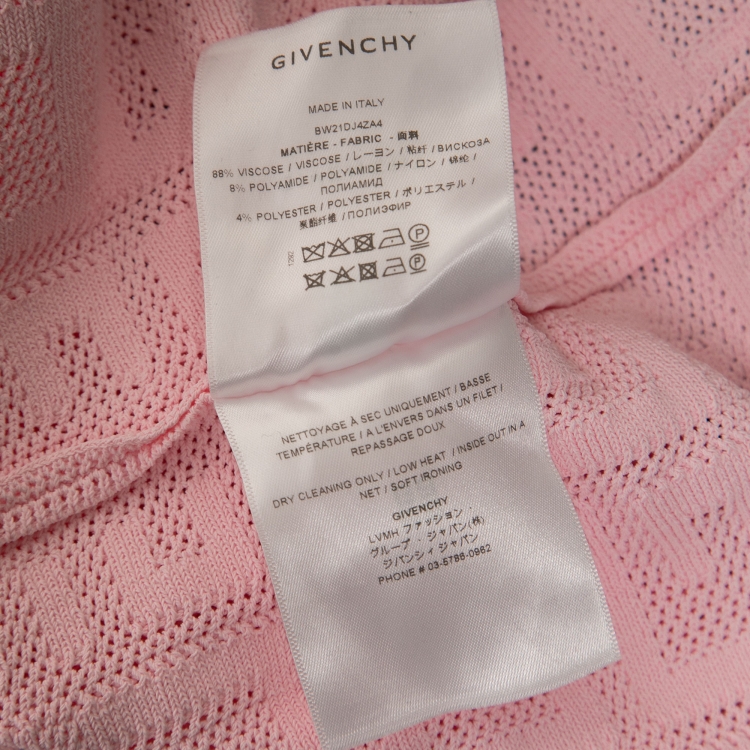 GIVENCHY
MADE IN ITALY
BW21DJ4ZA4
MATIÈRE - FABRIC - 面料
88% VISCOSE / VISCOSE / レーヨン / 粘纤 / ВИСКОЗА
8% POLYAMIDE / POLYAMIDE / ナイロン / 锦纶 /
ПОЛИАМИД
4% POLYESTER / POLYESTER / ポリエステル /
聚酯纤维 / ПОЛИЭФИР
1292
P
P
NETTOYAGE À SEC UNIQUEMENT / BASSE
TEMPÉRATURE / A L'ENVERS DANS UN FILET /
REPASSAGE DOUX
DRY CLEANING ONLY / LOW HEAT / INSIDE OUT IN A
NET / SOFT IRONING
GIVENCHY
LVMH ファッション・
グループ・ジャパン(株)
ジバンシィ ジャパン
PHONE # 03-5788-0962